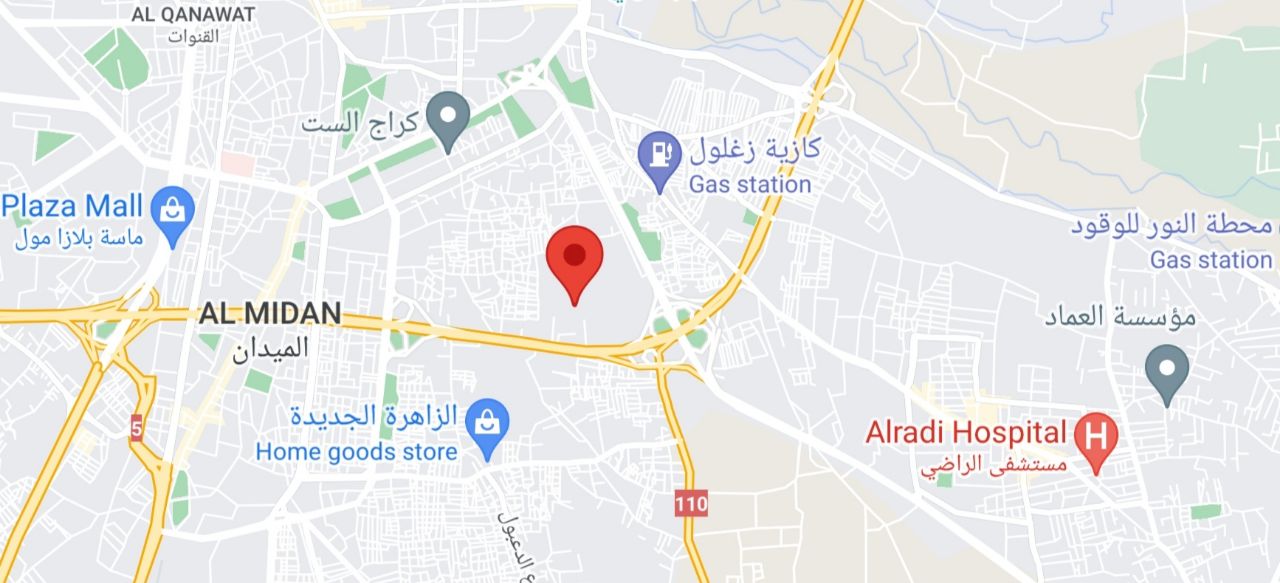 AL QANAWAT
القنوات
كراج الست
كازية زغلول
Gas station
Plaza Mall
ماسة بلازا مول
محطة النور للوقود
Gas station
AL MIDAN
الميدان
مؤسسة العماد
الزاهرة الجديدة
Home goods store
5
Alradi Hospital
مستشفى الراضي
110
الدعبول